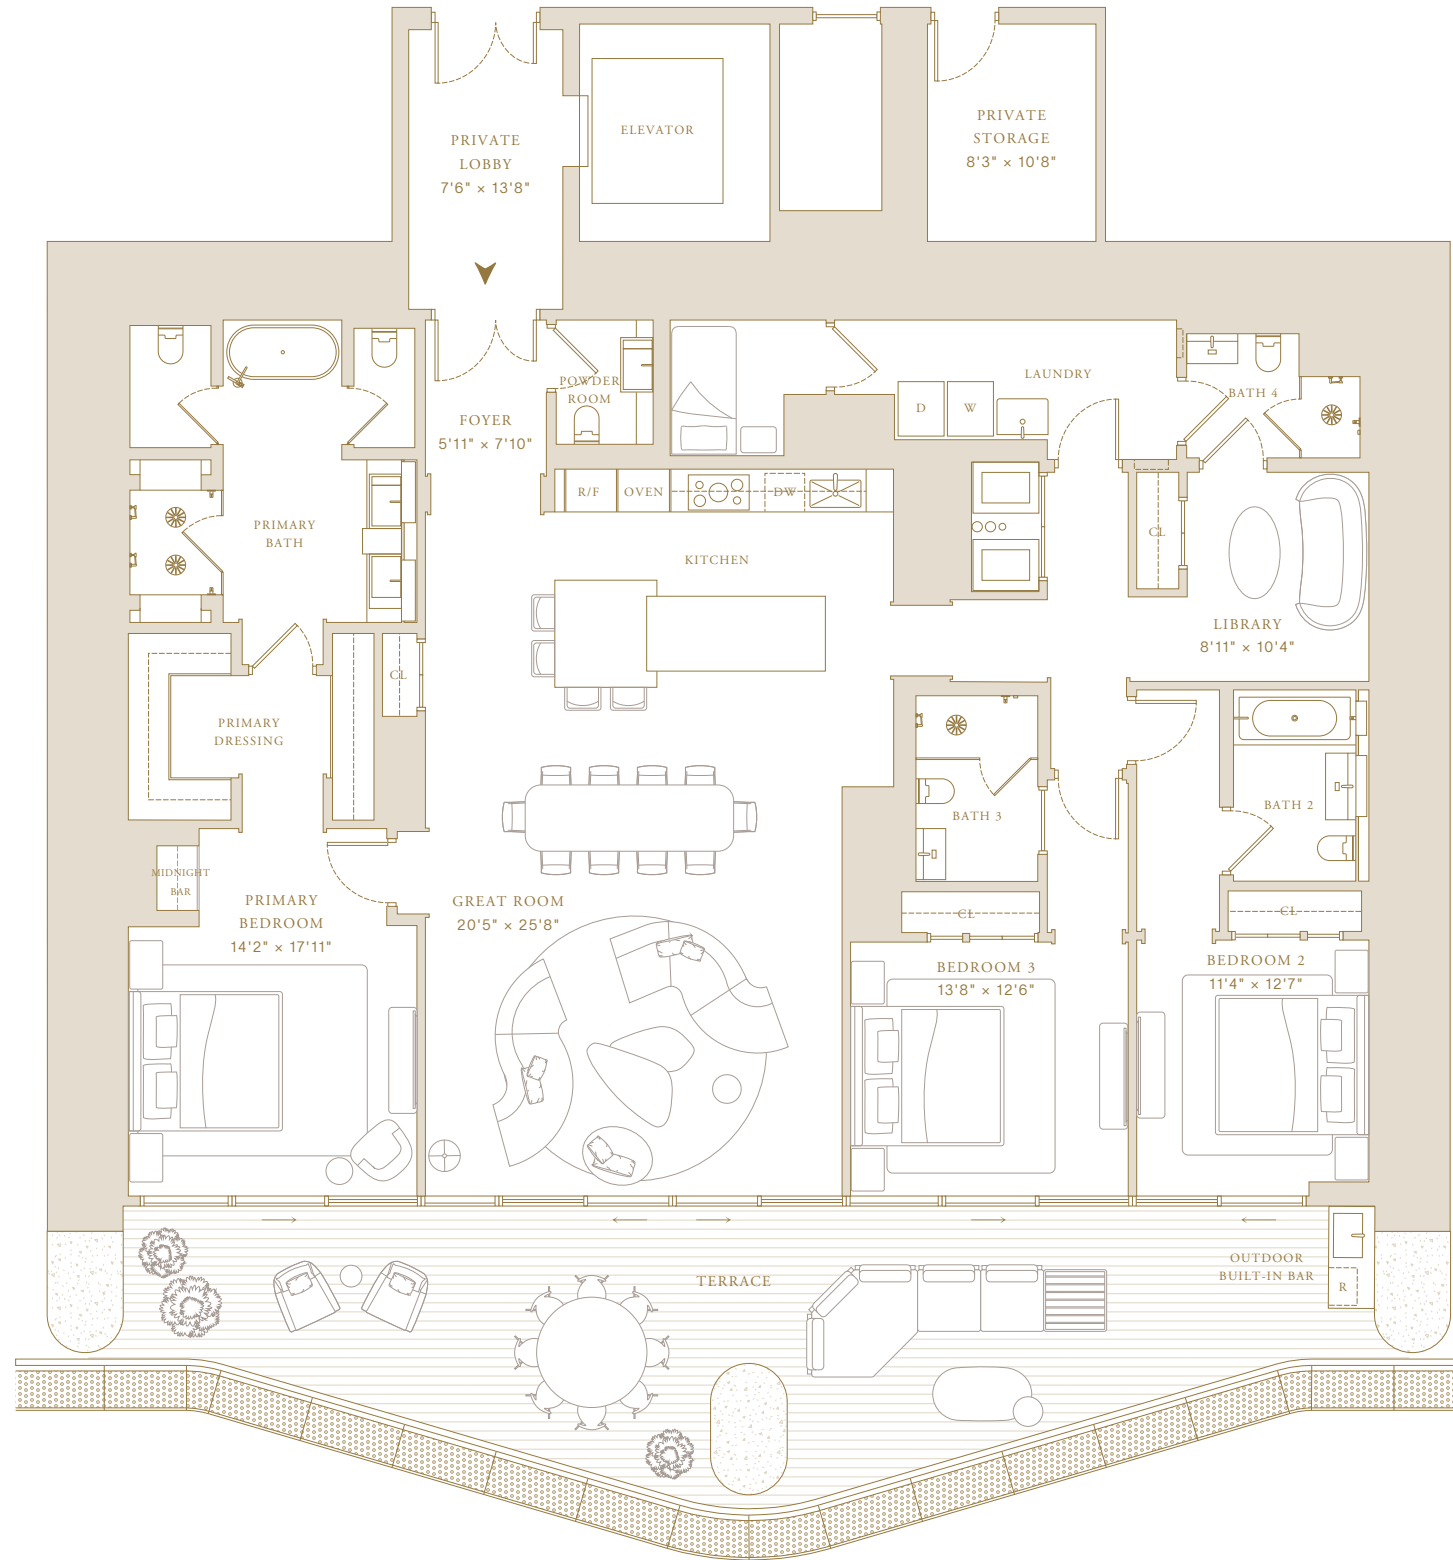 PRIVATE
LOBBY
7'6" × 13'8"
ELEVATOR
PRIVATE
STORAGE
8'3" × 10'8"
POWDER
ROOM
FOYER
5'11" × 7'10"
LAUNDRY
D
W
BATH 4
R/F
OVEN
DW
PRIMARY
BATH
KITCHEN
CL
LIBRARY
8'11" × 10'4"
CL
PRIMARY
DRESSING
BATH 3
BATH 2
MIDNIGHT
BAR
PRIMARY
BEDROOM
14'2" × 17'11"
GREAT ROOM
20'5" × 25'8"
CL
CL
BEDROOM 3
13'8" × 12'6"
BEDROOM 2
11'4" × 12'7"
TERRACE
OUTDOOR
BUILT-IN BAR
R